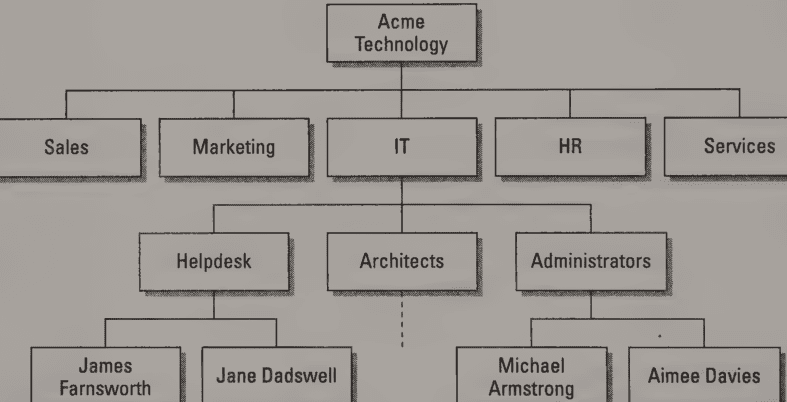 Acme
Technology
Sales
Marketing
IT
HR
Services
Helpdesk
Architects
Administrators
James
Farnsworth
Jane Dadswell
Michael
Armstrong
Aimee Davies